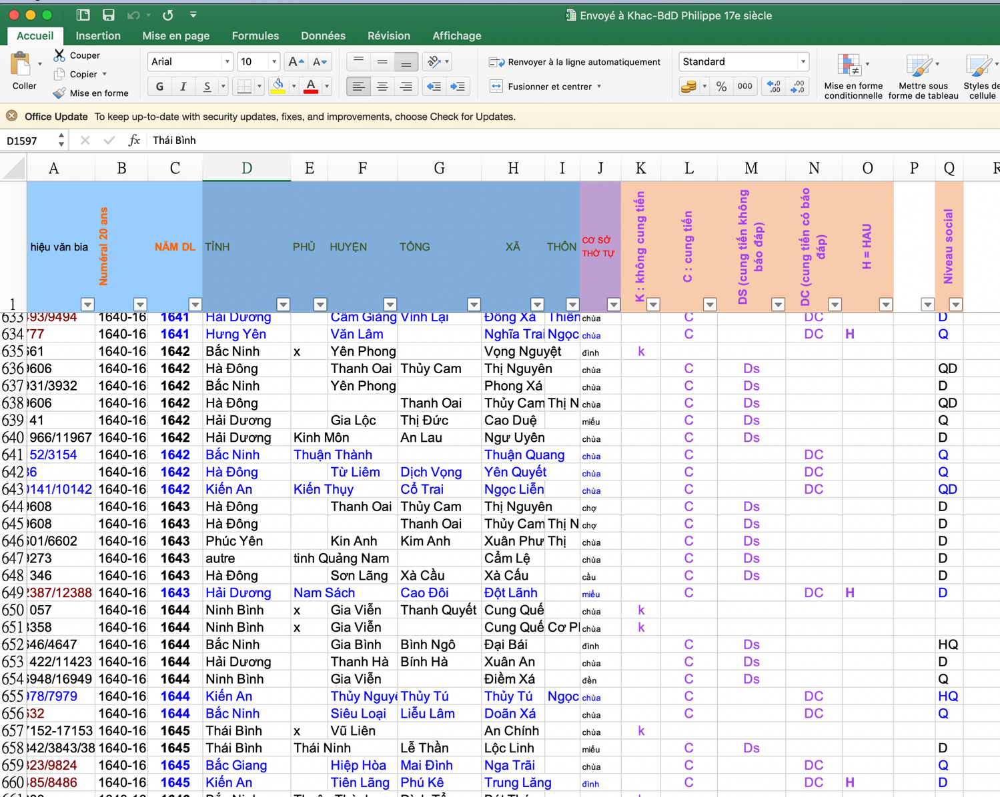 Envoyé à Khac-BdD Philippe 17e siècle
Accueil Insertion Mise en page Formules Données Révision Affichage
Coller Couper Copier Mise en forme
Arial 10 A A
G I S A
Renvoyer à la ligne automatiquement
Fusionner et centrer
Standard
% 000 ,00 ,00
Mise en forme conditionnelle Mettre sous forme de tableau Styles de cellule
Office Update To keep up-to-date with security updates, fixes, and improvements, choose Check for Updates.
D1597 fx Thái Bình
A B C D E F G H I J K L M N O P Q R
1 hiệu văn bia Numéral 20 ans NĂM DL TỈNH PHỦ HUYỆN TỔNG XÃ THÔN CƠ SỞ THỜ TỰ K : không cung tiến C : cung tiến DS (cung tiến không báo đáp) DC (cung tiến có báo đáp) H = HAU Niveau social
633 493/9494 1640-16 1641 Hải Dương Cẩm Giàng Vĩnh Lại Đông Xá Thiên chùa C DC D
634 777 1640-16 1641 Hưng Yên Văn Lâm Nghĩa Trai Ngọc chùa C DC H Q
635 661 1640-16 1642 Bắc Ninh x Yên Phong Vọng Nguyệt đình k
636 9606 1640-16 1642 Hà Đông Thanh Oai Thủy Cam Thị Nguyên chùa C Ds QD
637 931/3932 1640-16 1642 Bắc Ninh Yên Phong Phong Xá chùa C Ds D
638 9606 1640-16 1642 Hà Đông Thanh Oai Thủy Cam Thị N chùa C Ds QD
639 41 1640-16 1642 Hải Dương Gia Lộc Thị Đức Cao Duệ miếu C Ds Q
640 966/11967 1640-16 1642 Hải Dương Kinh Môn An Lau Ngư Uyên chùa C Ds D
641 52/3154 1640-16 1642 Bắc Ninh Thuận Thành Thuận Quang chùa C DC Q
642 36 1640-16 1642 Hà Đông Từ Liêm Dịch Vọng Yên Quyết chùa C DC Q
643 0141/10142 1640-16 1642 Kiến An Kiến Thụy Cổ Trai Ngọc Liễn chùa C DC QD
644 9608 1640-16 1643 Hà Đông Thanh Oai Thủy Cam Thị Nguyên chợ C Ds D
645 9608 1640-16 1643 Hà Đông Thanh Oai Thủy Cam Thị N chợ C Ds D
646 601/6602 1640-16 1643 Phúc Yên Kin Anh Kim Anh Xuân Phư Thị chùa C Ds D
647 9273 1640-16 1643 autre tinh Quảng Nam Cẩm Lệ chùa C Ds D
648 346 1640-16 1643 Hà Đông Sơn Lãng Xà Cầu Xà Cấu cầu C Ds D
649 2387/12388 1640-16 1643 Hải Dương Nam Sách Cao Đôi Đột Lãnh miếu C DC H D
650 057 1640-16 1644 Ninh Bình x Gia Viễn Thanh Quyết Cung Quế chùa k
651 3358 1640-16 1644 Ninh Bình x Gia Viễn Cung Quế Cơ Pl chùa k
652 646/4647 1640-16 1644 Bắc Ninh Gia Bình Bình Ngô Đại Bái đình C Ds HQ
653 422/11423 1640-16 1644 Hải Dương Thanh Hà Bính Hà Xuân An chùa C Ds D
654 6948/16949 1640-16 1644 Ninh Bình Gia Viễn Điềm Xá đền C Ds Q
655 978/7979 1640-16 1644 Kiến An Thủy Nguyê Thủy Tú Thủy Tú Ngọc chùa C DC HQ
656 632 1640-16 1644 Bắc Ninh Siêu Loại Liễu Lâm Doãn Xá chùa C DC Q
657 7152-17153 1640-16 1645 Thái Bình x Vũ Liên An Chính chùa k
658 842/3843/38 1640-16 1645 Thái Bình Thái Ninh Lễ Thần Lộc Linh miếu C Ds D
659 823/9824 1640-16 1645 Bắc Giang Hiệp Hòa Mai Đình Nga Trãi chùa C DC Q
660 485/8486 1640-16 1645 Kiến An Tiên Lãng Phú Kê Trung Lăng đình C DC H D